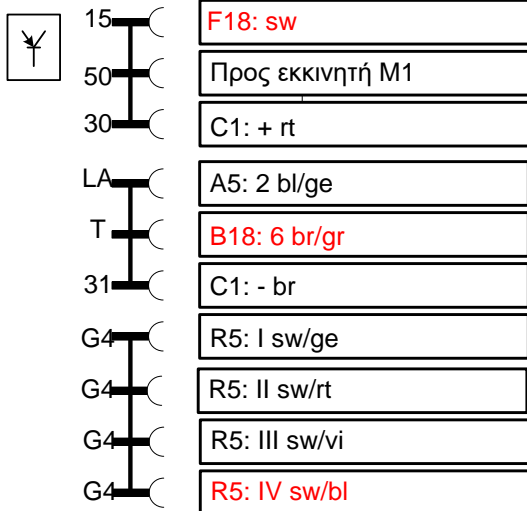 15 F18: sw
50 Προς εκκινητή M1
30 C1: + rt
LA A5: 2 bl/ge
T B18: 6 br/gr
31 C1: - br
G4 R5: I sw/ge
G4 R5: II sw/rt
G4 R5: III sw/vi
G4 R5: IV sw/bl